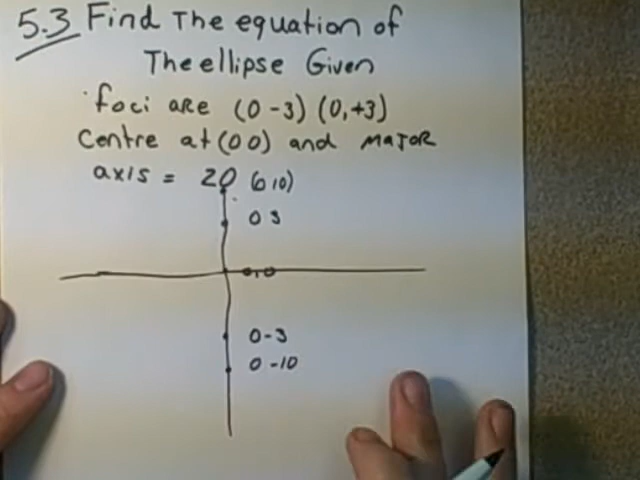 5.3 Find The equation of
The ellipse Given
foci are (0 -3) (0,+3)
Centre at (0 0) and MAJOR
axis = 20 (0 10)
0 3
0,0
0-3
0 -10